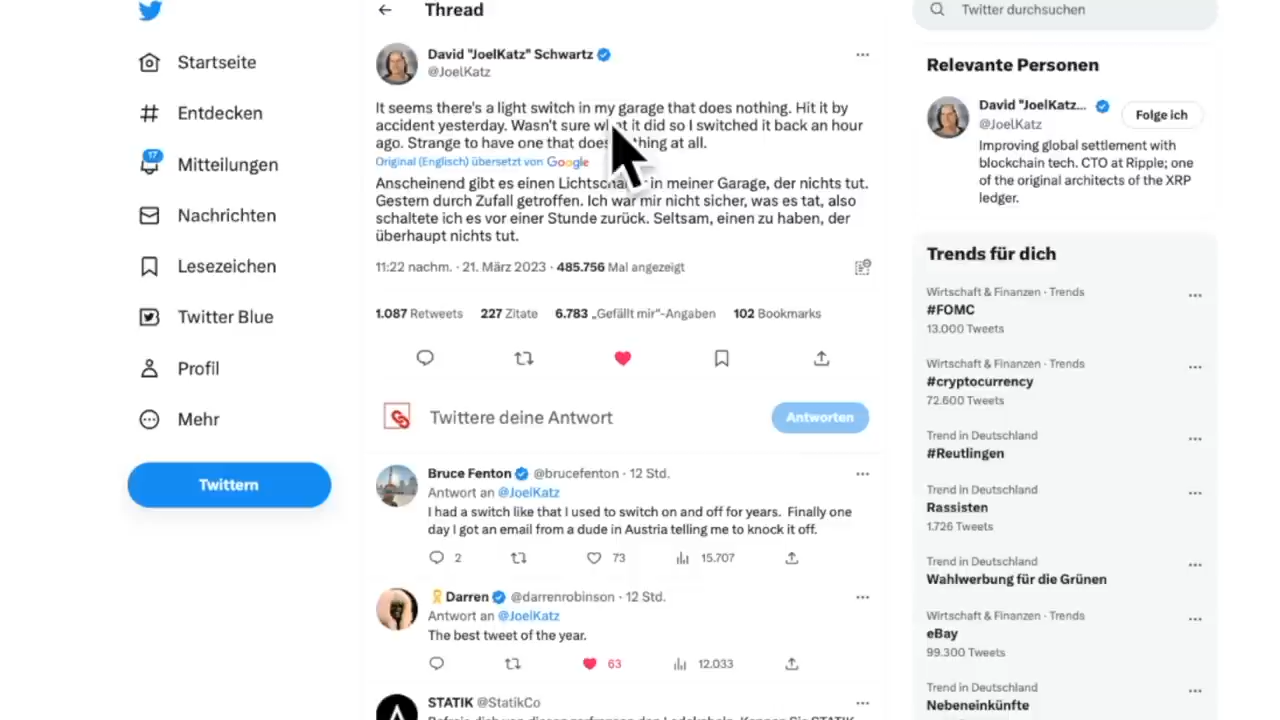 Startseite
Entdecken
17
Mitteilungen
Nachrichten
Lesezeichen
Twitter Blue
Profil
Mehr
Twittern
Thread
David "JoelKatz" Schwartz
@JoelKatz
It seems there's a light switch in my garage that does nothing. Hit it by
accident yesterday. Wasn't sure it did so I switched it back an hour
ago. Strange to have one that at all.
Original (Englisch) übersetzt von Google
Anscheinend gibt es einen in meiner Garage, der nichts tut.
Gestern durch Zufall getroffen. Ich war mir nicht sicher, was es tat, also
schaltete ich es vor einer Stunde zurück. Seltsam, einen zu haben, der
überhaupt nichts tut.
11:22 nachm. · 21. März 2023 · 485.756 Mal angezeigt
1.087 Retweets 227 Zitate 6.783 „Gefällt mir“-Angaben 102 Bookmarks
Twittere deine Antwort
Antworten
Bruce Fenton @brucefenton · 12 Std.
Antwort an @JoelKatz
I had a switch like that I used to switch on and off for years. Finally one
day I got an email from a dude in Austria telling me to knock it off.
2 73 15.707
Darren @darrenrobinson · 12 Std.
Antwort an @JoelKatz
The best tweet of the year.
63 12.033
STATIK @StatikCo
Twitter durchsuchen
Relevante Personen
David "JoelKatz...
@JoelKatz
Folge ich
Improving global settlement with
blockchain tech. CTO at Ripple; one
of the original architects of the XRP
ledger.
Trends für dich
Wirtschaft & Finanzen · Trends
#FOMC
13.000 Tweets
Wirtschaft & Finanzen · Trends
#cryptocurrency
72.600 Tweets
Trend in Deutschland
#Reutlingen
Trend in Deutschland
Rassisten
1.726 Tweets
Trend in Deutschland
Wahlwerbung für die Grünen
Wirtschaft & Finanzen · Trends
eBay
99.300 Tweets
Trend in Deutschland
Nebeneinkünfte